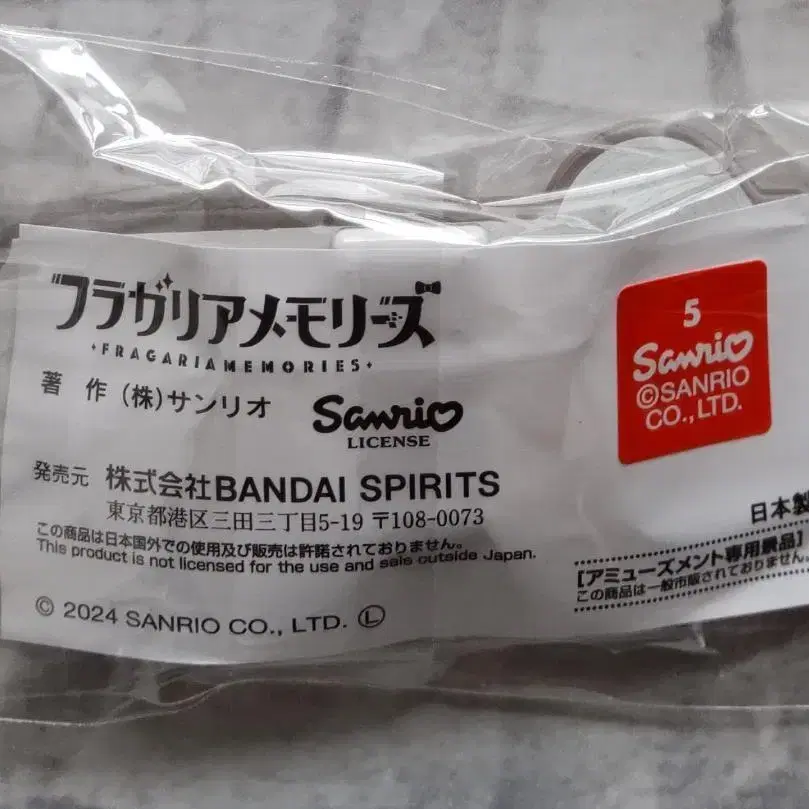 フラガリアメモリーズ
FRAGARIAMEMORIES
著 作 (株)サンリオ
Sanrio
LICENSE
発売元 株式会社BANDAI SPIRITS
東京都港区三田三丁目5-19 〒108-0073
この商品は日本国外での使用及び販売は許諾されておりません。
This product is not licensed for the use and sale outside Japan.
© 2024 SANRIO CO., LTD. Ⓛ
5
Sanrio
©SANRIO
CO., LTD.
日本製
[アミューズメント専用景品]
この商品は一般市販されておりません。